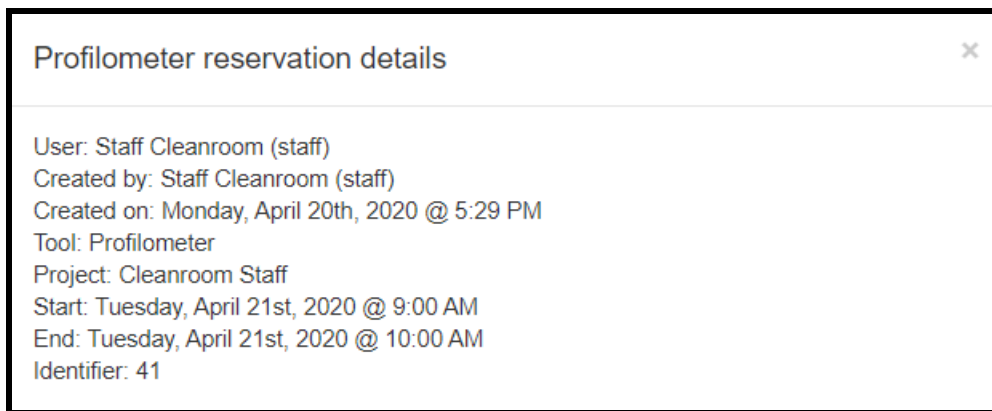 Profilometer reservation details
×
User: Staff Cleanroom (staff)
Created by: Staff Cleanroom (staff)
Created on: Monday, April 20th, 2020 @ 5:29 PM
Tool: Profilometer
Project: Cleanroom Staff
Start: Tuesday, April 21st, 2020 @ 9:00 AM
End: Tuesday, April 21st, 2020 @ 10:00 AM
Identifier: 41